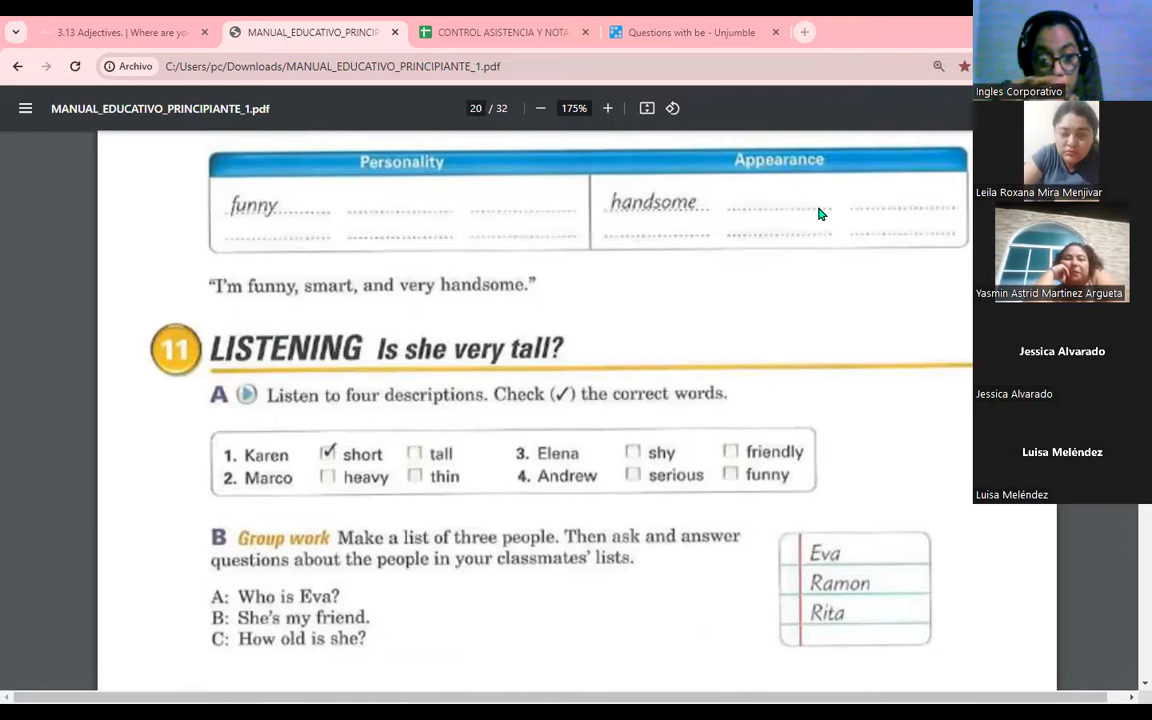 3.13 Adjectives. | Where are yo
MANUAL_EDUCATIVO_PRINCIP
CONTROL ASISTENCIA Y NOTA
Questions with be - Unjumble
Archivo
C:/Users/pc/Downloads/MANUAL_EDUCATIVO_PRINCIPIANTE_1.pdf
MANUAL_EDUCATIVO_PRINCIPIANTE_1.pdf
20 / 32
175%
Personality
Appearance
funny
handsome
"I'm funny, smart, and very handsome."
11 LISTENING Is she very tall?
A Listen to four descriptions. Check (✓) the correct words.
1. Karen ✓ short tall
2. Marco heavy thin
3. Elena shy friendly
4. Andrew serious funny
B Group work Make a list of three people. Then ask and answer
questions about the people in your classmates' lists.
A: Who is Eva?
B: She's my friend.
C: How old is she?
Eva
Ramon
Rita
Ingles Corporativo
Leila Roxana Mira Menjivar
Yasmin Astrid Martinez Argueta
Jessica Alvarado
Jessica Alvarado
Luisa Meléndez
Luisa Meléndez